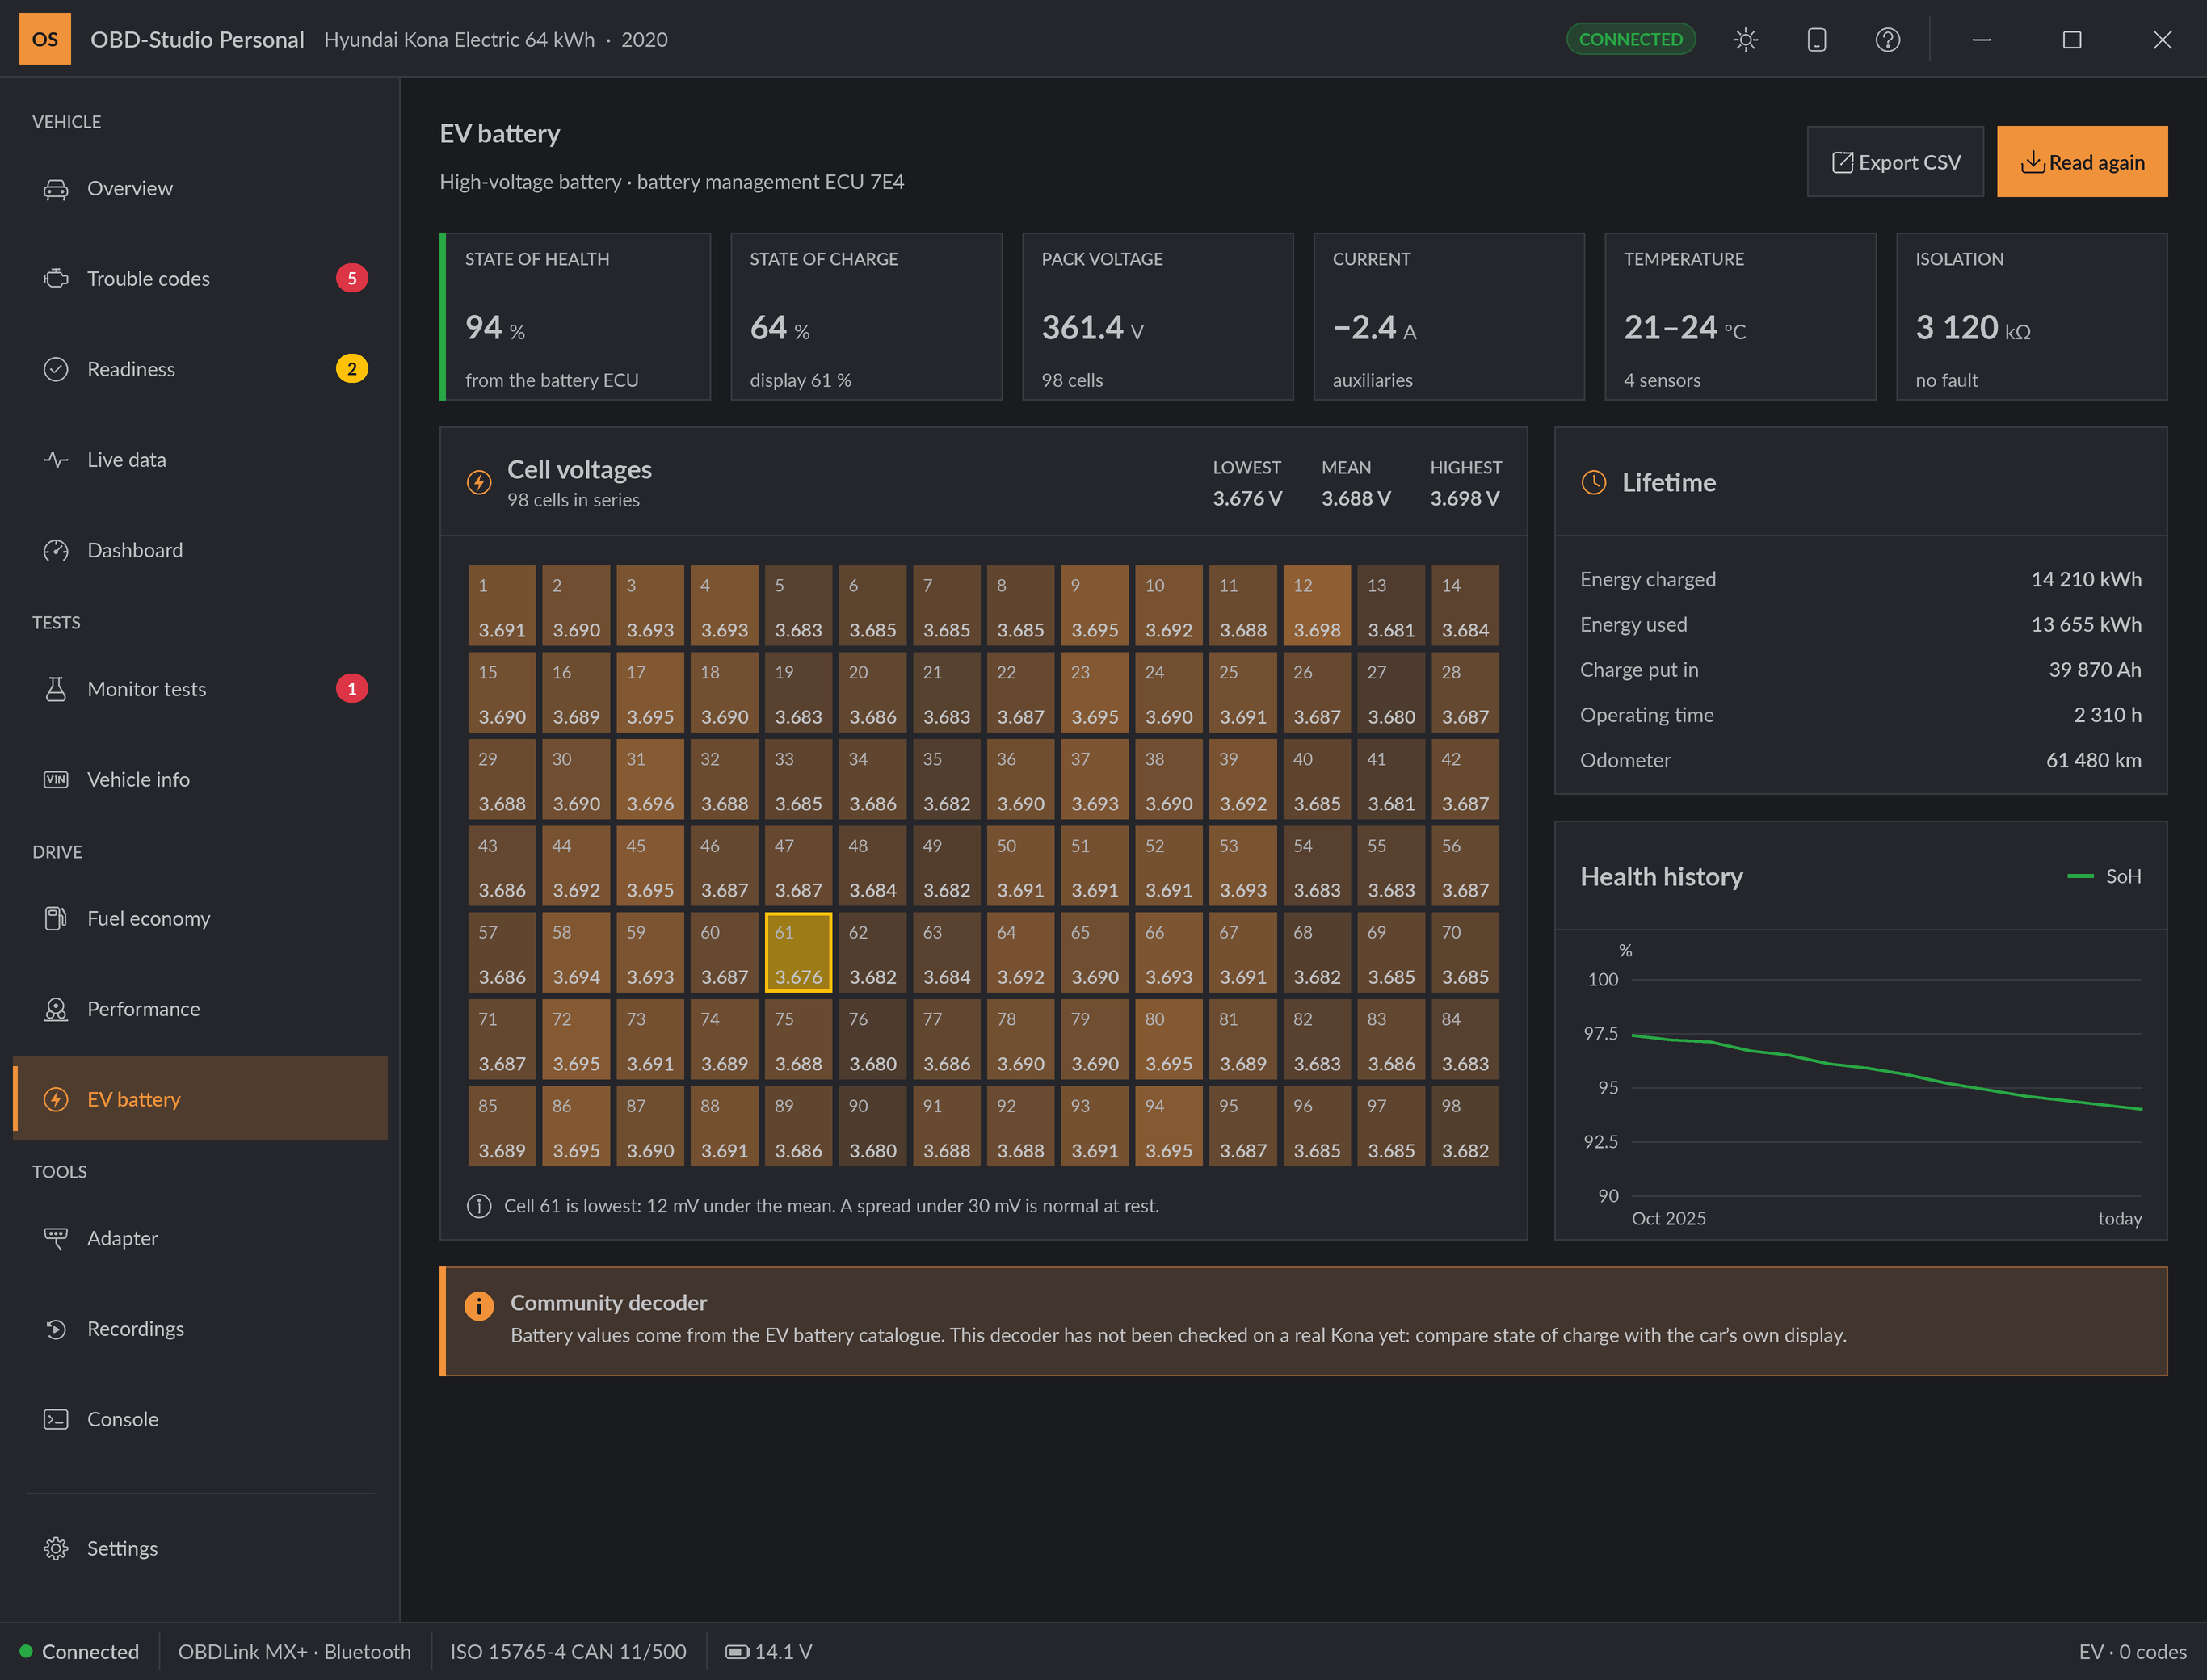 OS OBD-Studio Personal Hyundai Kona Electric 64 kWh · 2020 CONNECTED
VEHICLE
Overview
Trouble codes 5
Readiness 2
Live data
Dashboard
TESTS
Monitor tests 1
VIN Vehicle info
DRIVE
Fuel economy
Performance
EV battery
TOOLS
Adapter
Recordings
Console
Settings
EV battery
High-voltage battery · battery management ECU 7E4
Export CSV Read again
STATE OF HEALTH
94 %
from the battery ECU
STATE OF CHARGE
64 %
display 61 %
PACK VOLTAGE
361.4 V
98 cells
CURRENT
−2.4 A
auxiliaries
TEMPERATURE
21–24 °C
4 sensors
ISOLATION
3 120 kΩ
no fault
Cell voltages
98 cells in series
LOWEST MEAN HIGHEST
3.676 V 3.688 V 3.698 V
1 2 3 4 5 6 7 8 9 10 11 12 13 14
3.691 3.690 3.693 3.693 3.683 3.685 3.685 3.685 3.695 3.692 3.688 3.698 3.681 3.684
15 16 17 18 19 20 21 22 23 24 25 26 27 28
3.690 3.689 3.695 3.690 3.683 3.686 3.683 3.687 3.695 3.690 3.691 3.687 3.680 3.687
29 30 31 32 33 34 35 36 37 38 39 40 41 42
3.688 3.690 3.696 3.688 3.685 3.686 3.682 3.690 3.693 3.690 3.692 3.685 3.681 3.687
43 44 45 46 47 48 49 50 51 52 53 54 55 56
3.686 3.692 3.695 3.687 3.687 3.684 3.682 3.691 3.691 3.691 3.693 3.683 3.683 3.687
57 58 59 60 61 62 63 64 65 66 67 68 69 70
3.686 3.694 3.693 3.687 3.676 3.682 3.684 3.692 3.690 3.693 3.691 3.682 3.685 3.685
71 72 73 74 75 76 77 78 79 80 81 82 83 84
3.687 3.695 3.691 3.689 3.688 3.680 3.686 3.690 3.690 3.695 3.689 3.683 3.686 3.683
85 86 87 88 89 90 91 92 93 94 95 96 97 98
3.689 3.695 3.690 3.691 3.686 3.680 3.688 3.688 3.691 3.695 3.687 3.685 3.685 3.682
Cell 61 is lowest: 12 mV under the mean. A spread under 30 mV is normal at rest.
Lifetime
Energy charged 14 210 kWh
Energy used 13 655 kWh
Charge put in 39 870 Ah
Operating time 2 310 h
Odometer 61 480 km
Health history SoH
%
100
97.5
95
92.5
90
Oct 2025 today
Community decoder
Battery values come from the EV battery catalogue. This decoder has not been checked on a real Kona yet: compare state of charge with the car's own display.
Connected OBDLink MX+ · Bluetooth ISO 15765-4 CAN 11/500 14.1 V EV · 0 codes